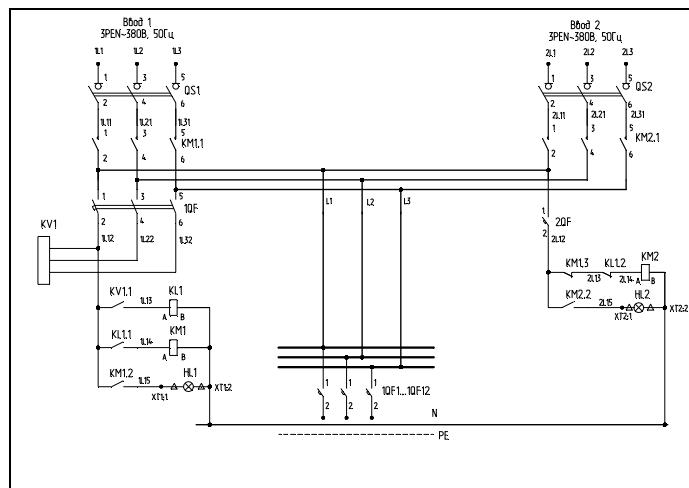 Ввод 1
3PEN~380В, 50Гц
1L1 1L2 1L3
1 3 5
QS1
2 4 6
1L11 1L21 1L31
1 3 5
KM1.1
2 4 6
1 3 5
1QF
2 4 6
1L12 1L22 1L32
KV1
KV1.1 1L13 KL1
A B
KL1.1 1L14 KM1
A B
KM1.2 1L15 HL1
XT1:1 XT1:2
L1 L2 L3
1 1 1
1QF1...1QF12
2 2 2
N
PE
Ввод 2
3PEN~380В, 50Гц
2L1 2L2 2L3
1 3 5
QS2
2 4 6
2L11 2L21 2L31
1 3 5
KM2.1
2 4 6
1
2QF
2
2L12
KM1.3 KL1.2 KM2
2L13 2L14 A B
KM2.2 2L15 HL2
XT2:1 XT2:2